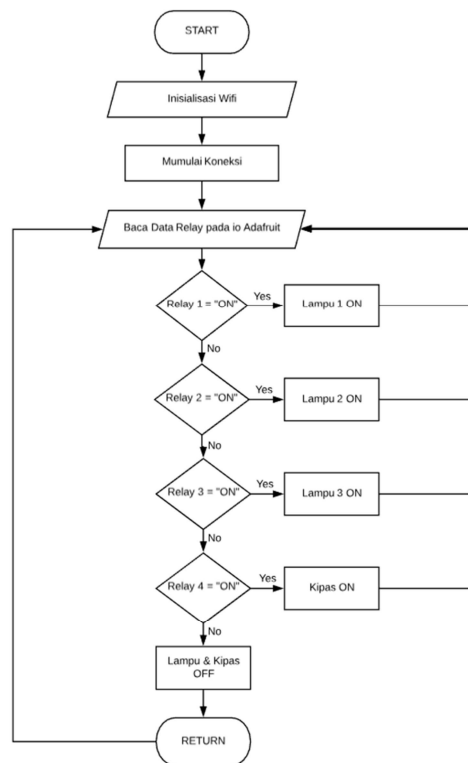 START
Inisialisasi Wifi
Mumulai Koneksi
Baca Data Relay pada io Adafruit
Relay 1 = "ON"
Yes
Lampu 1 ON
No
Relay 2 = "ON"
Yes
Lampu 2 ON
No
Relay 3 = "ON"
Yes
Lampu 3 ON
No
Relay 4 = "ON"
Yes
Kipas ON
No
Lampu & Kipas
OFF
RETURN